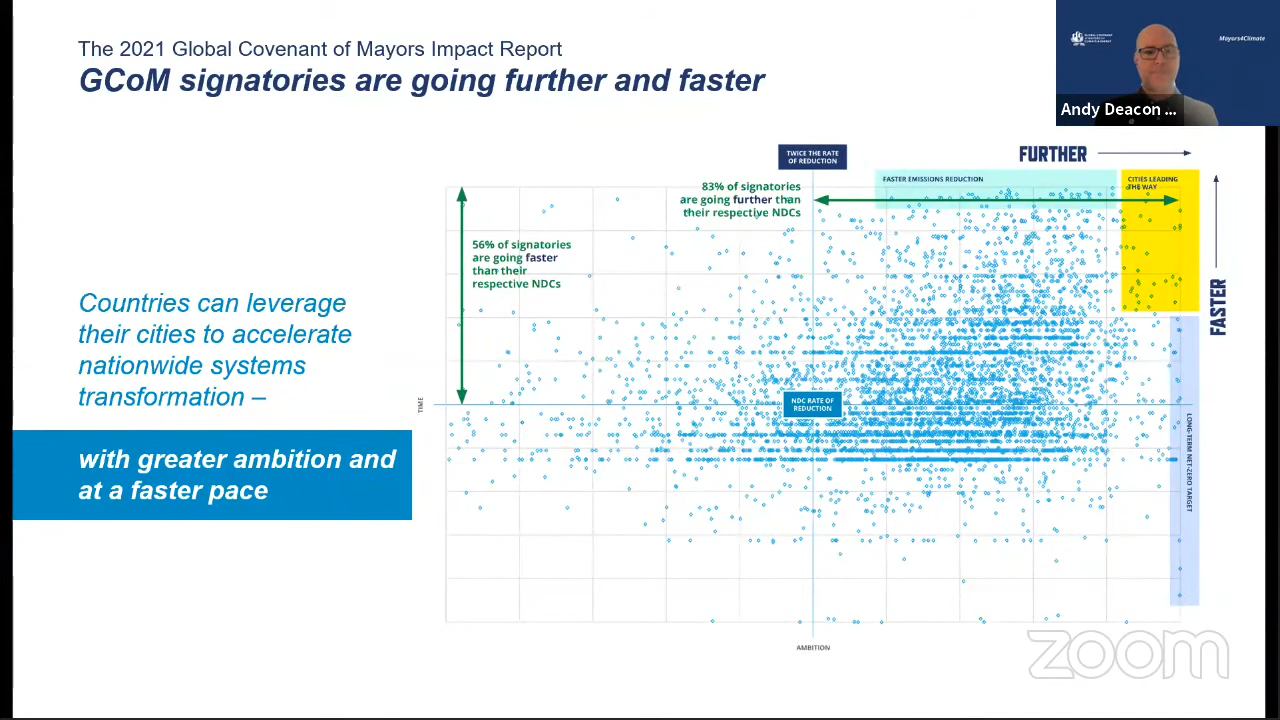 The 2021 Global Covenant of Mayors Impact Report
GCoM signatories are going further and faster
GLOBAL COVENANT
Mayors4Climate
Andy Deacon ...
TWICE THE RATE
OF REDUCTION
FURTHER
83% of signatories
are going further than
their respective NDCs
FASTER EMISSIONS REDUCTION
CITIES LEADING
THE WAY
56% of signatories
are going faster
than their
respective NDCs
FASTER
Countries can leverage
their cities to accelerate
nationwide systems
transformation –
with greater ambition and
at a faster pace
TIME
NDC RATE OF
REDUCTION
LONG-TERM NET-ZERO TARGET
AMBITION
zoom